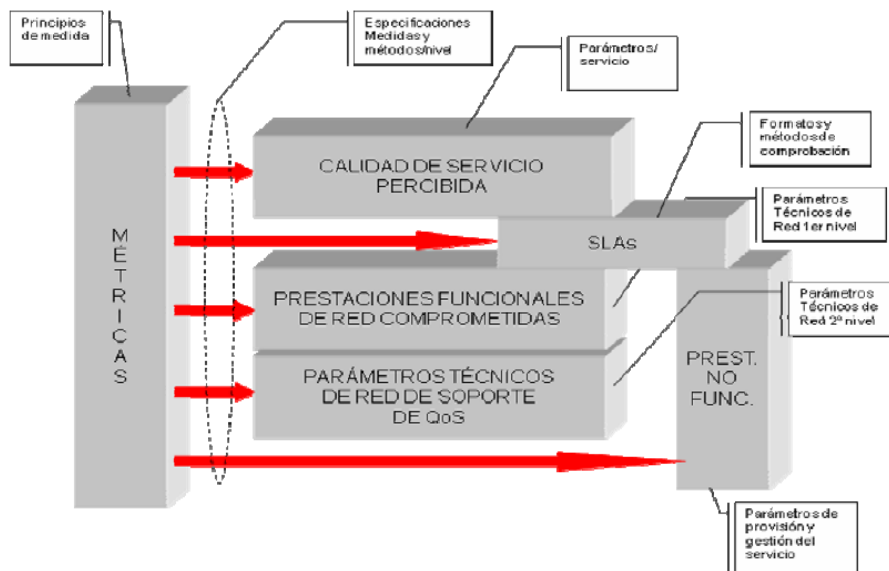 Principios
de medida
Especificaciones
Medidas y
métodos/nivel
Parámetros/
servicio
Formatos y
métodos de
comprobación
Parámetros
Técnicos de
Red 1er nivel
Parámetros
Técnicos de
Red 2º nivel
CALIDAD DE SERVICIO
PERCIBIDA
SLAs
PRESTACIONES FUNCIONALES
DE RED COMPROMETIDAS
PARÁMETROS TÉCNICOS
DE RED DE SOPORTE
DE QoS
MÉTRICAS
PREST.
NO
FUNC.
Parámetros de
provisión y
gestión del
servicio